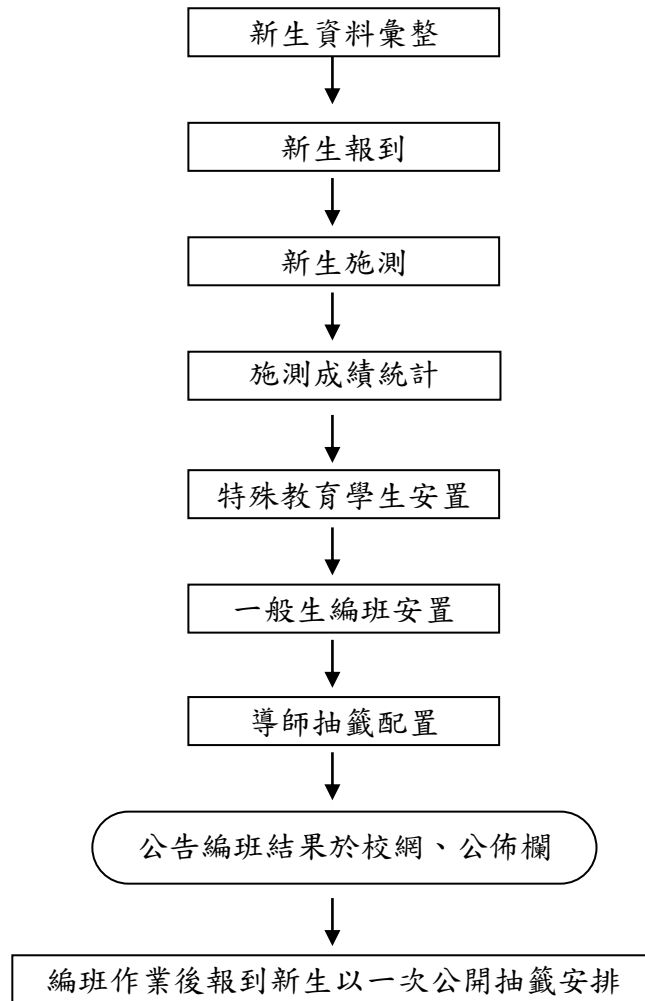 新生資料彙整
新生報到
新生施測
施測成績統計
特殊教育學生安置
一般生編班安置
導師抽籤配置
公告編班結果於校網、公佈欄
編班作業後報到新生以一次公開抽籤安排